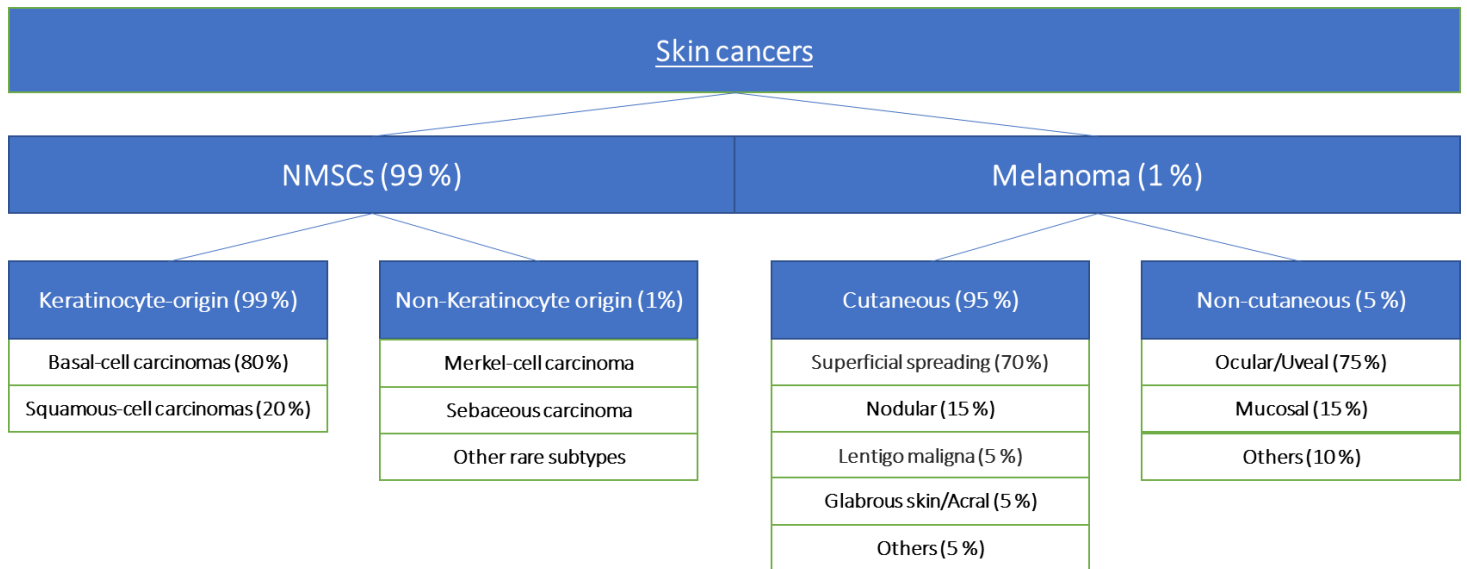 Skin cancers
NMSCs (99 %)
Melanoma (1 %)
Keratinocyte-origin (99 %)
Basal-cell carcinomas (80 %)
Squamous-cell carcinomas (20 %)
Non-Keratinocyte origin (1%)
Merkel-cell carcinoma
Sebaceous carcinoma
Other rare subtypes
Cutaneous (95 %)
Superficial spreading (70 %)
Nodular (15 %)
Lentigo maligna (5 %)
Glabrous skin/Acral (5 %)
Others (5 %)
Non-cutaneous (5 %)
Ocular/Uveal (75 %)
Mucosal (15 %)
Others (10 %)